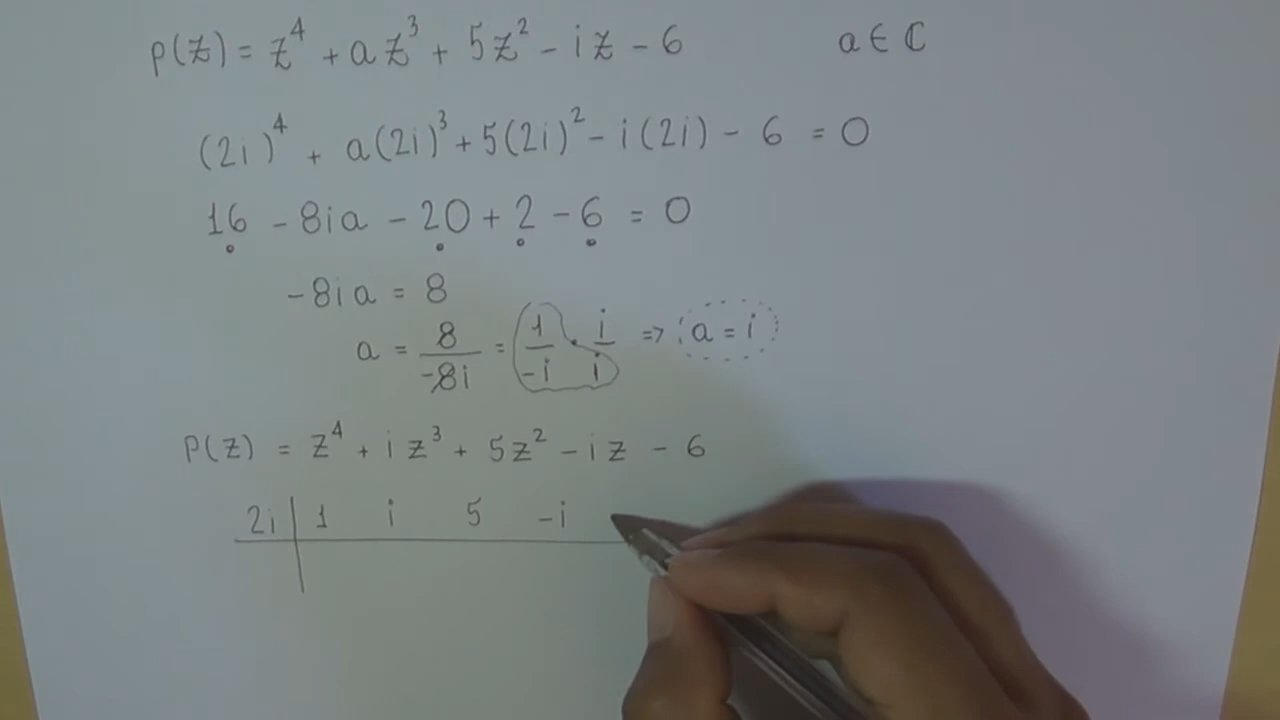 p(z) = z⁴ + az³ + 5z² - iz - 6 a ∈ ℂ
(2i)⁴ + a(2i)³ + 5(2i)² - i(2i) - 6 = 0
16 - 8ia - 20 + 2 - 6 = 0
-8ia = 8
a = 8/-8i = 1/-i · i/i => a = i
P(z) = z⁴ + iz³ + 5z² - iz - 6
2i | 1 i 5 -i